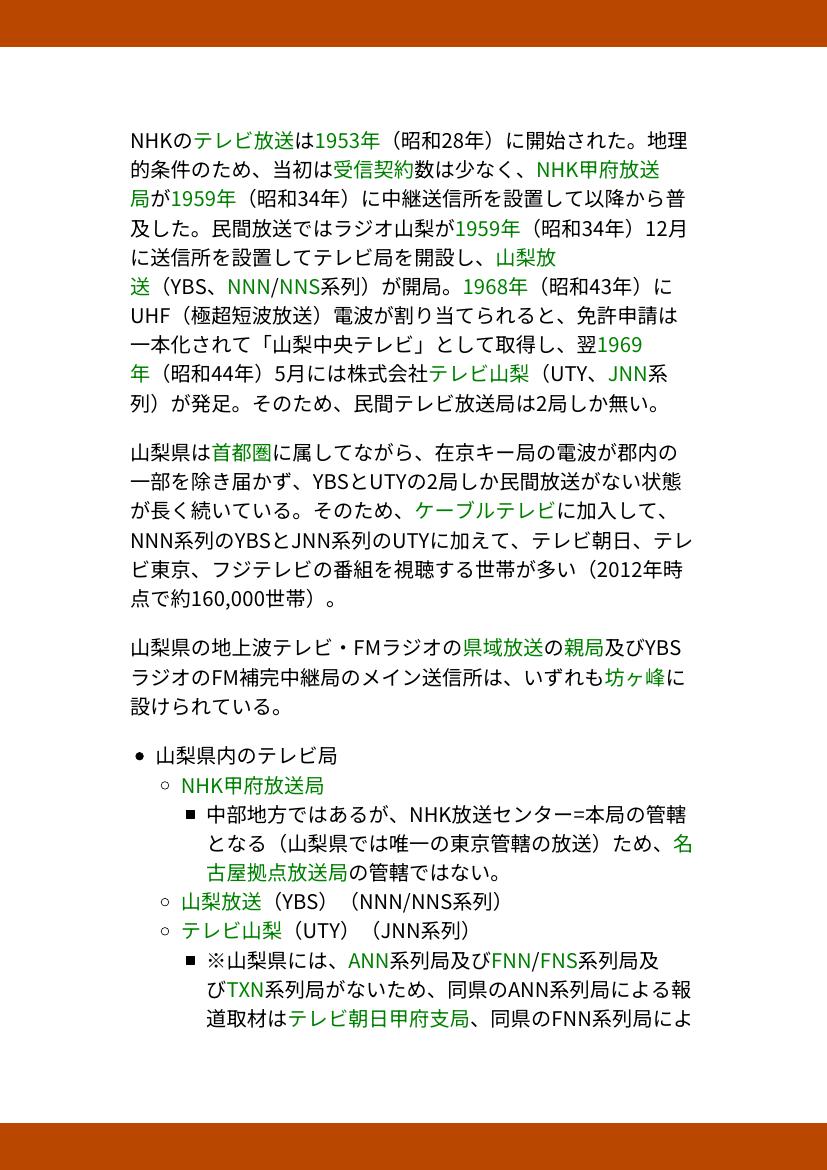 NHKのテレビ放送は1953年（昭和28年）に開始された。地理
的条件のため、当初は受信契約数は少なく、NHK甲府放送
局が1959年（昭和34年）に中継送信所を設置して以降から普
及した。民間放送ではラジオ山梨が1959年（昭和34年）12月
に送信所を設置してテレビ局を開設し、山梨放
送（YBS、NNN/NNS系列）が開局。1968年（昭和43年）に
UHF（極超短波放送）電波が割り当てられると、免許申請は
一本化されて「山梨中央テレビ」として取得し、翌1969
年（昭和44年）5月には株式会社テレビ山梨（UTY、JNN系
列）が発足。そのため、民間テレビ放送局は2局しか無い。
山梨県は首都圏に属してながら、在京キー局の電波が郡内の
一部を除き届かず、YBSとUTYの2局しか民間放送がない状態
が長く続いている。そのため、ケーブルテレビに加入して、
NNN系列のYBSとJNN系列のUTYに加えて、テレビ朝日、テレ
ビ東京、フジテレビの番組を視聴する世帯が多い（2012年時
点で約160,000世帯）。
山梨県の地上波テレビ・FMラジオの県域放送の親局及びYBS
ラジオのFM補完中継局のメイン送信所は、いずれも坊ヶ峰に
設けられている。
• 山梨県内のテレビ局
◦ NHK甲府放送局
▪ 中部地方ではあるが、NHK放送センター=本局の管轄
となる（山梨県では唯一の東京管轄の放送）ため、名
古屋拠点放送局の管轄ではない。
◦ 山梨放送（YBS）（NNN/NNS系列）
◦ テレビ山梨（UTY）（JNN系列）
▪ ※山梨県には、ANN系列局及びFNN/FNS系列局及
びTXN系列局がないため、同県のANN系列局による報
道取材はテレビ朝日甲府支局、同県のFNN系列局によ